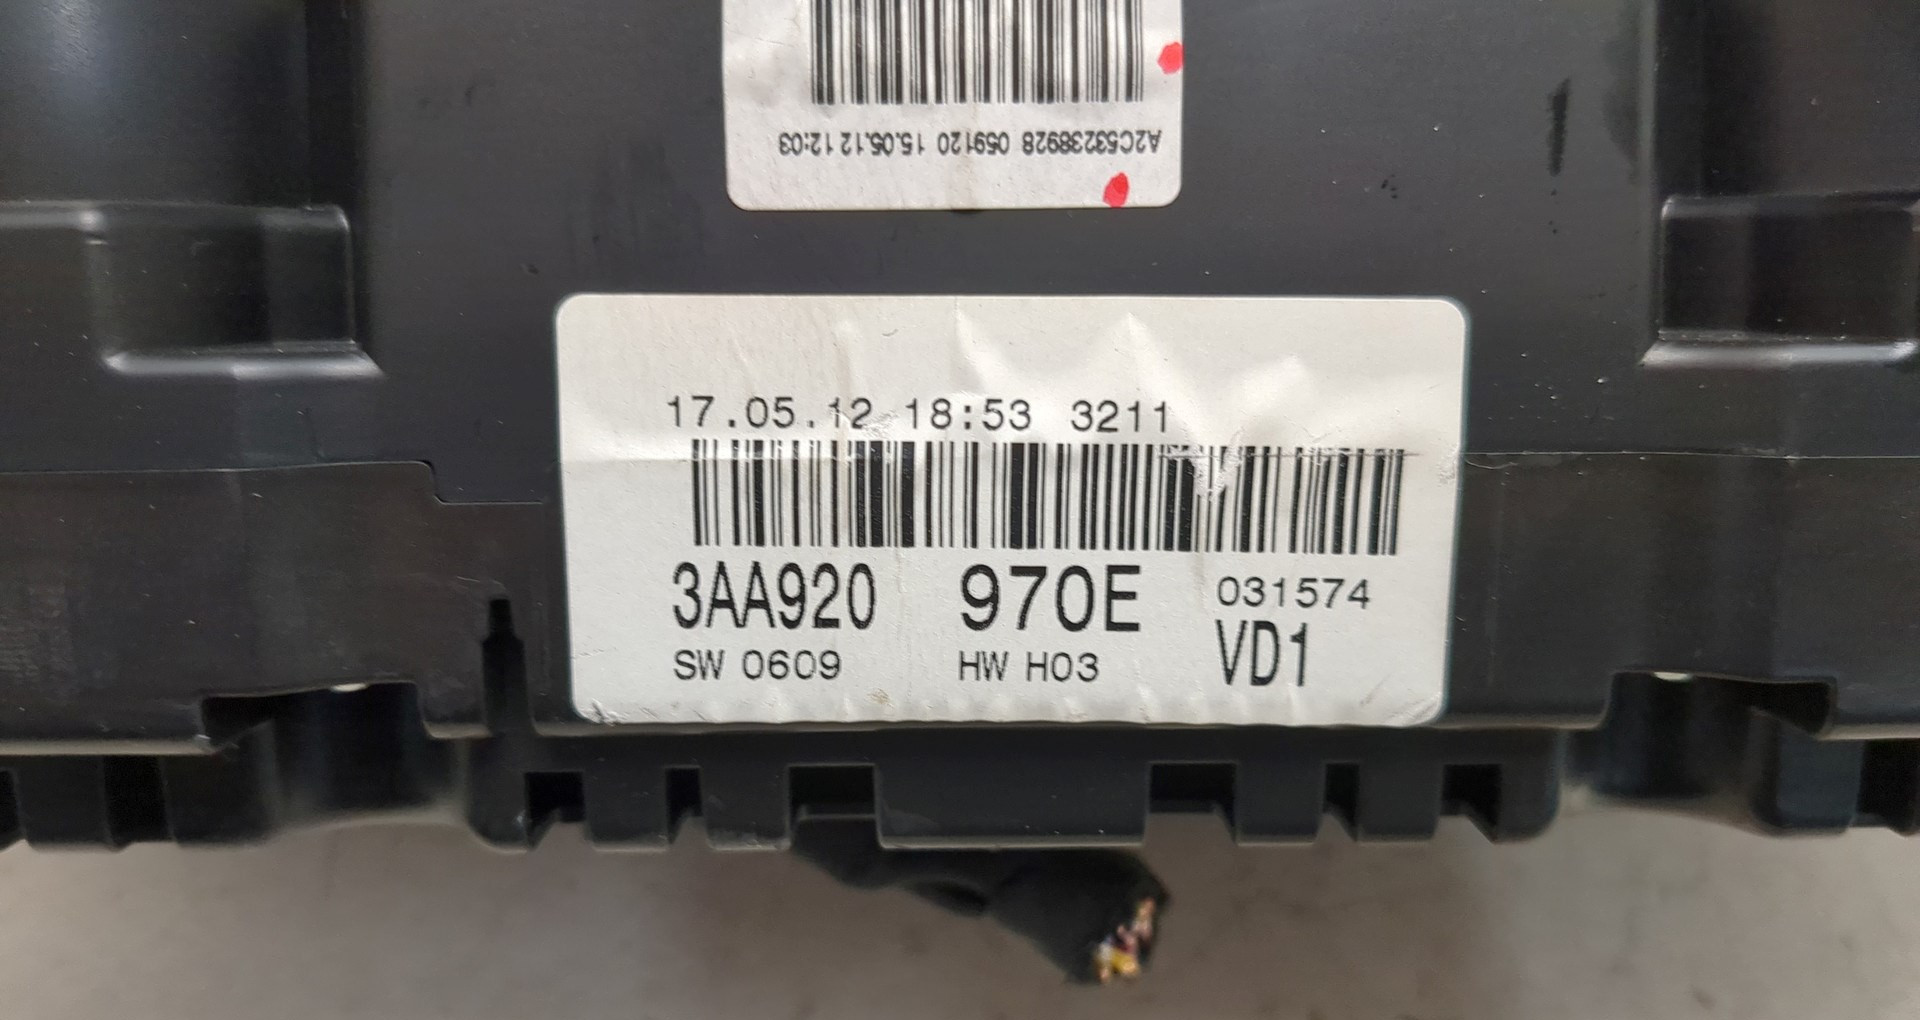 A2C53238928 059120 15.05.12 12:03
17.05.12 18:53 3211
3AA920 970E 031574
SW 0609 HW H03 VD1